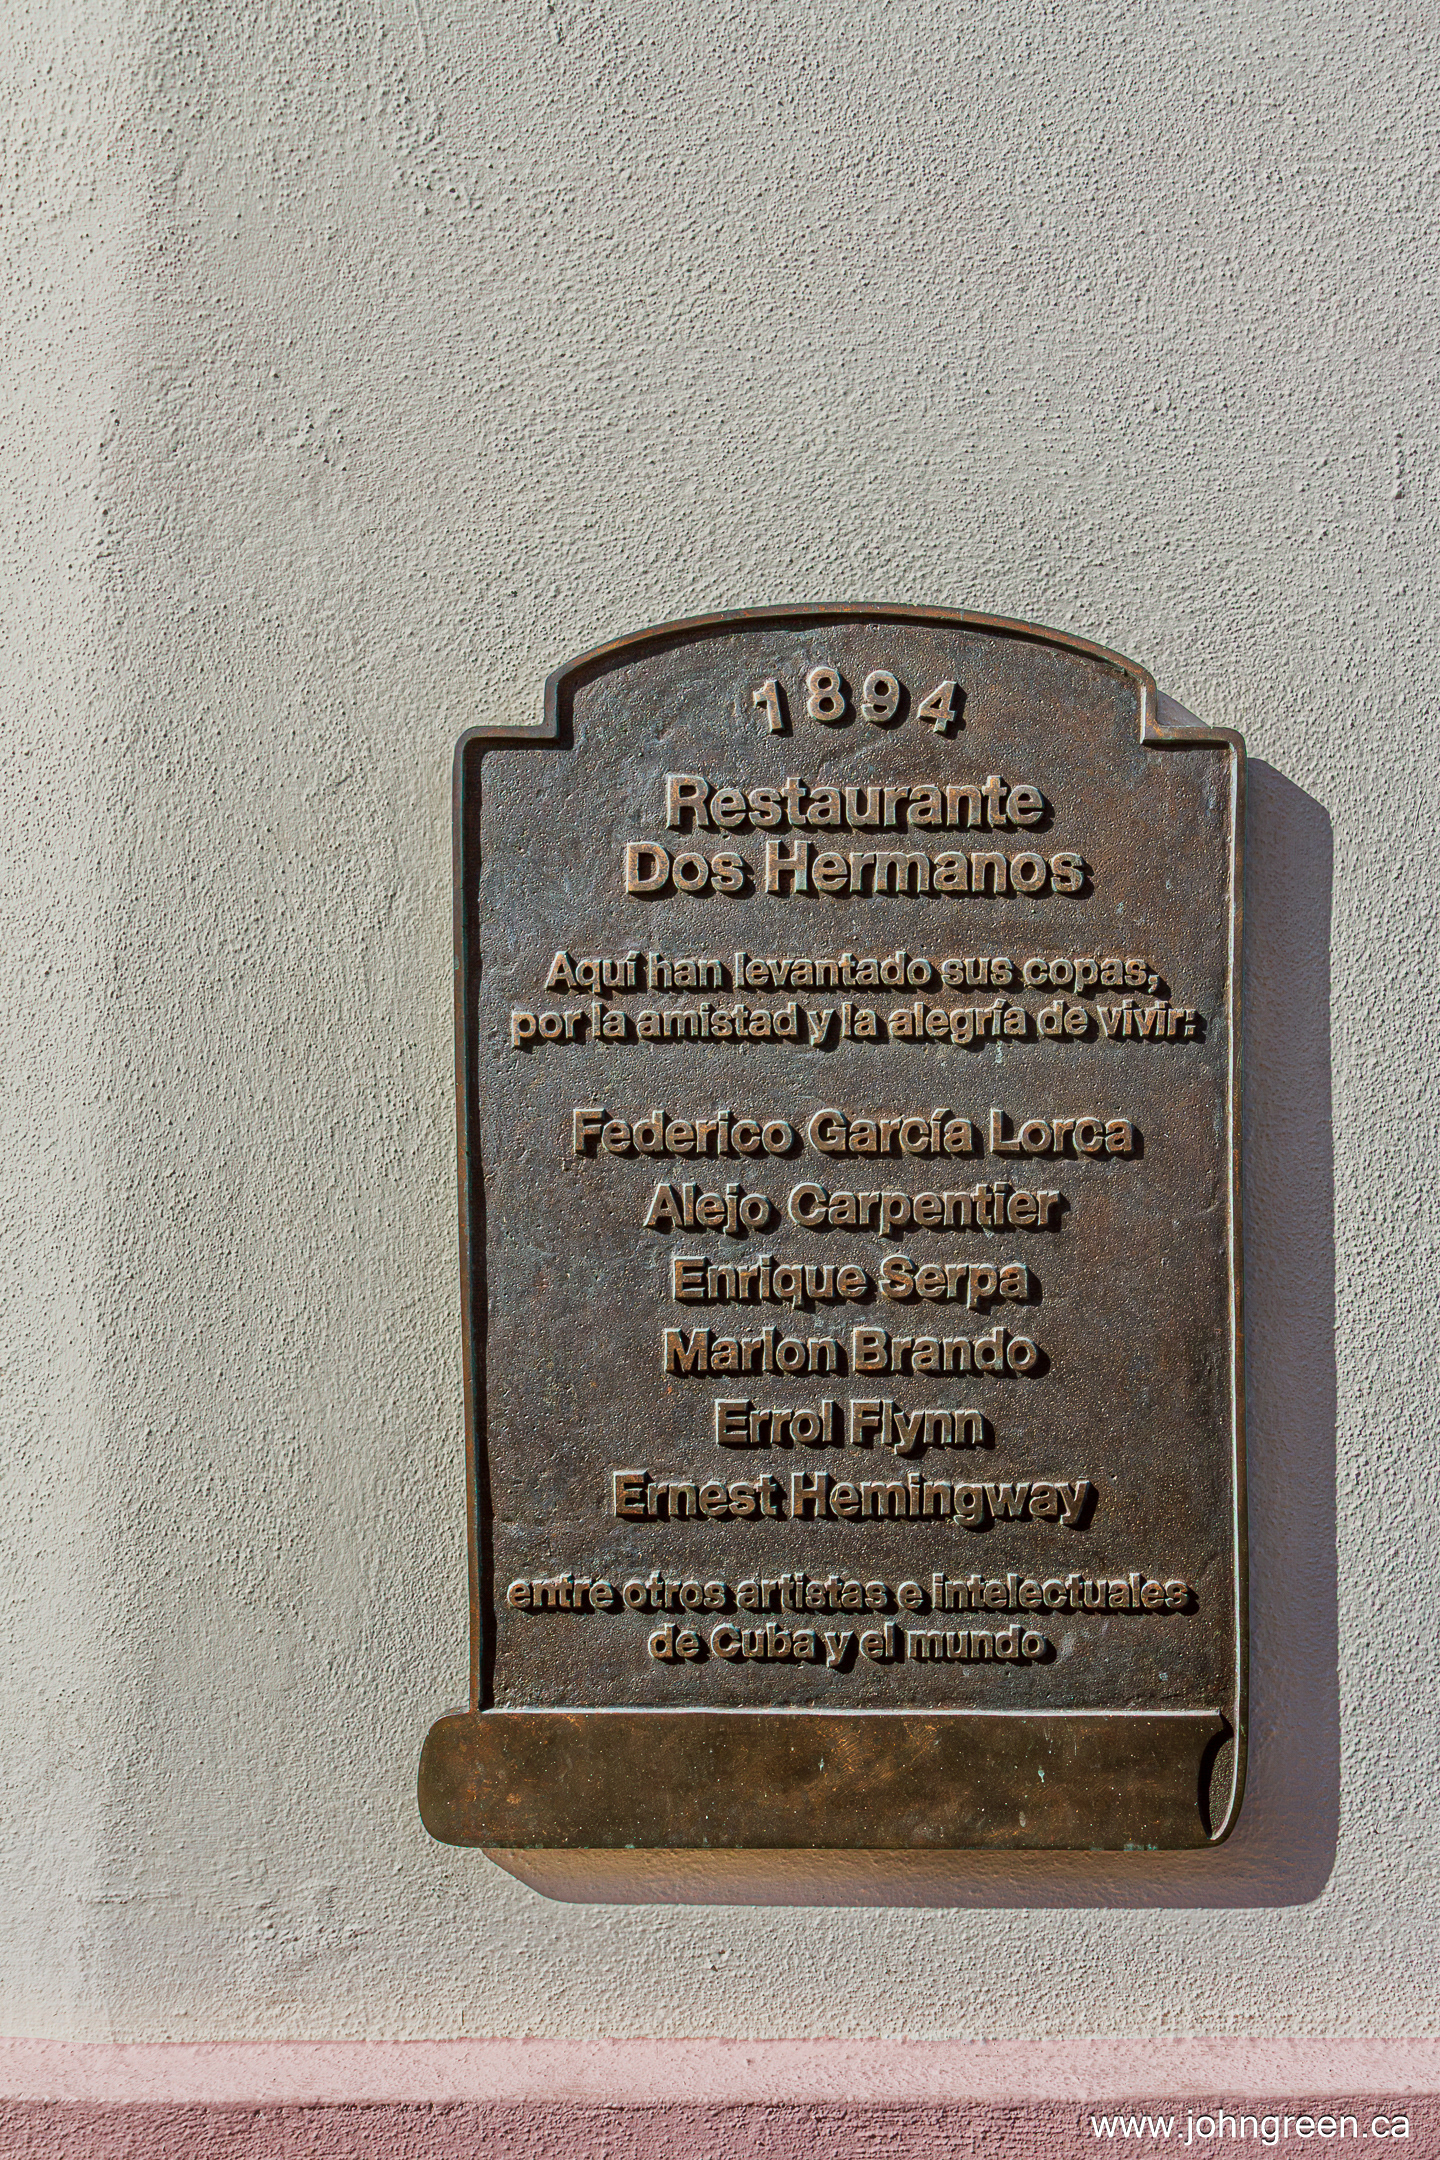 1894
Restaurante
Dos Hermanos
Aquí han levantado sus copas,
por la amistad y la alegría de vivir:
Federico García Lorca
Alejo Carpentier
Enrique Serpa
Marlon Brando
Errol Flynn
Ernest Hemingway
entre otros artistas e intelectuales
de Cuba y el mundo
www.johngreen.ca